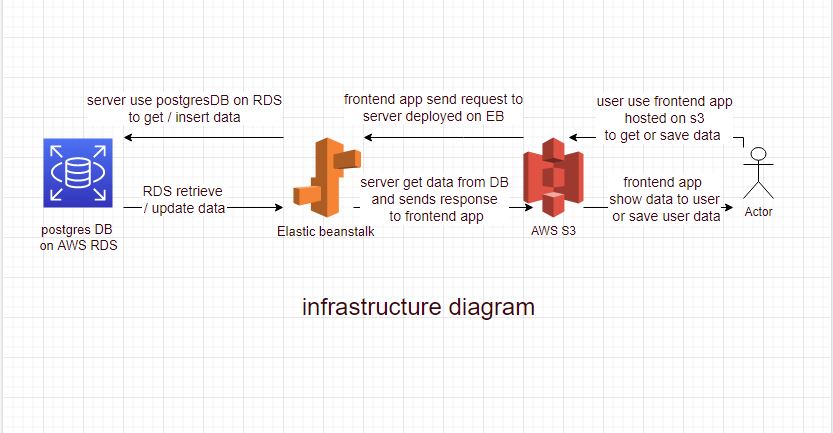 server use postgresDB on RDS
to get / insert data
frontend app send request to
server deployed on EB
user use frontend app
hosted on s3
to get or save data
RDS retrieve
/ update data
server get data from DB
and sends response
to frontend app
frontend app
show data to user
or save user data
postgres DB
on AWS RDS
Elastic beanstalk
AWS S3
Actor
infrastructure diagram